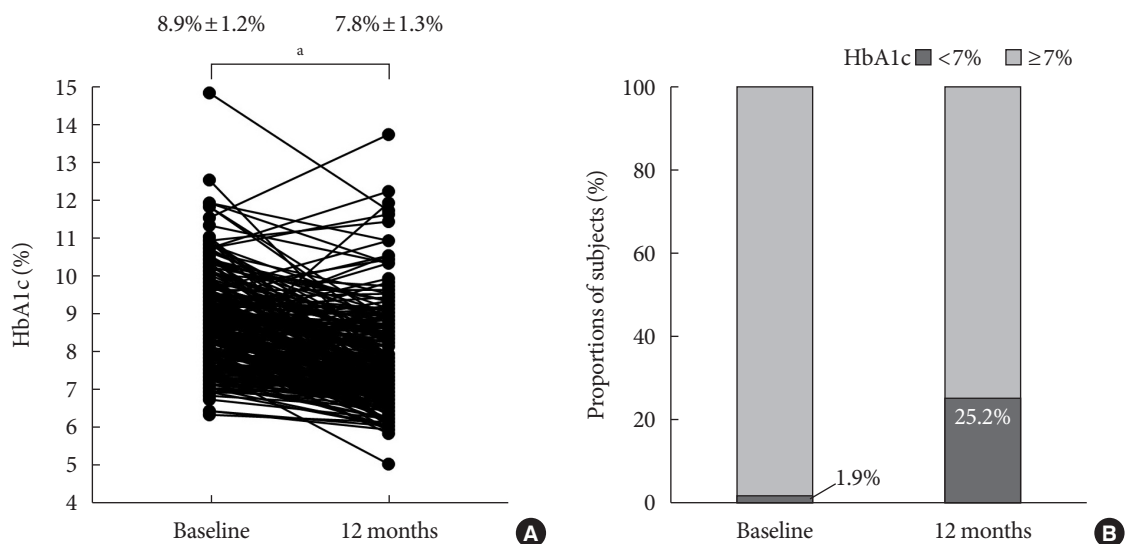 8.9%±1.2% 7.8%±1.3%
a
HbA1c (%)
15
14
13
12
11
10
9
8
7
6
5
4
Baseline 12 months
A
HbA1c <7% ≥7%
Proportions of subjects (%)
100
80
60
40
20
0
1.9%
25.2%
Baseline 12 months
B